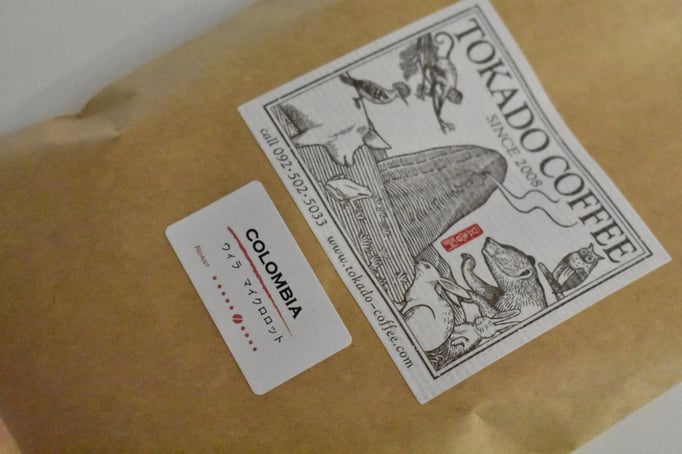 TOKADO COFFEE
SINCE 2008
call 092-502-5033 www.tokado-coffee.com
COLOMBIA
ウィラ マイクロロット
ROAST